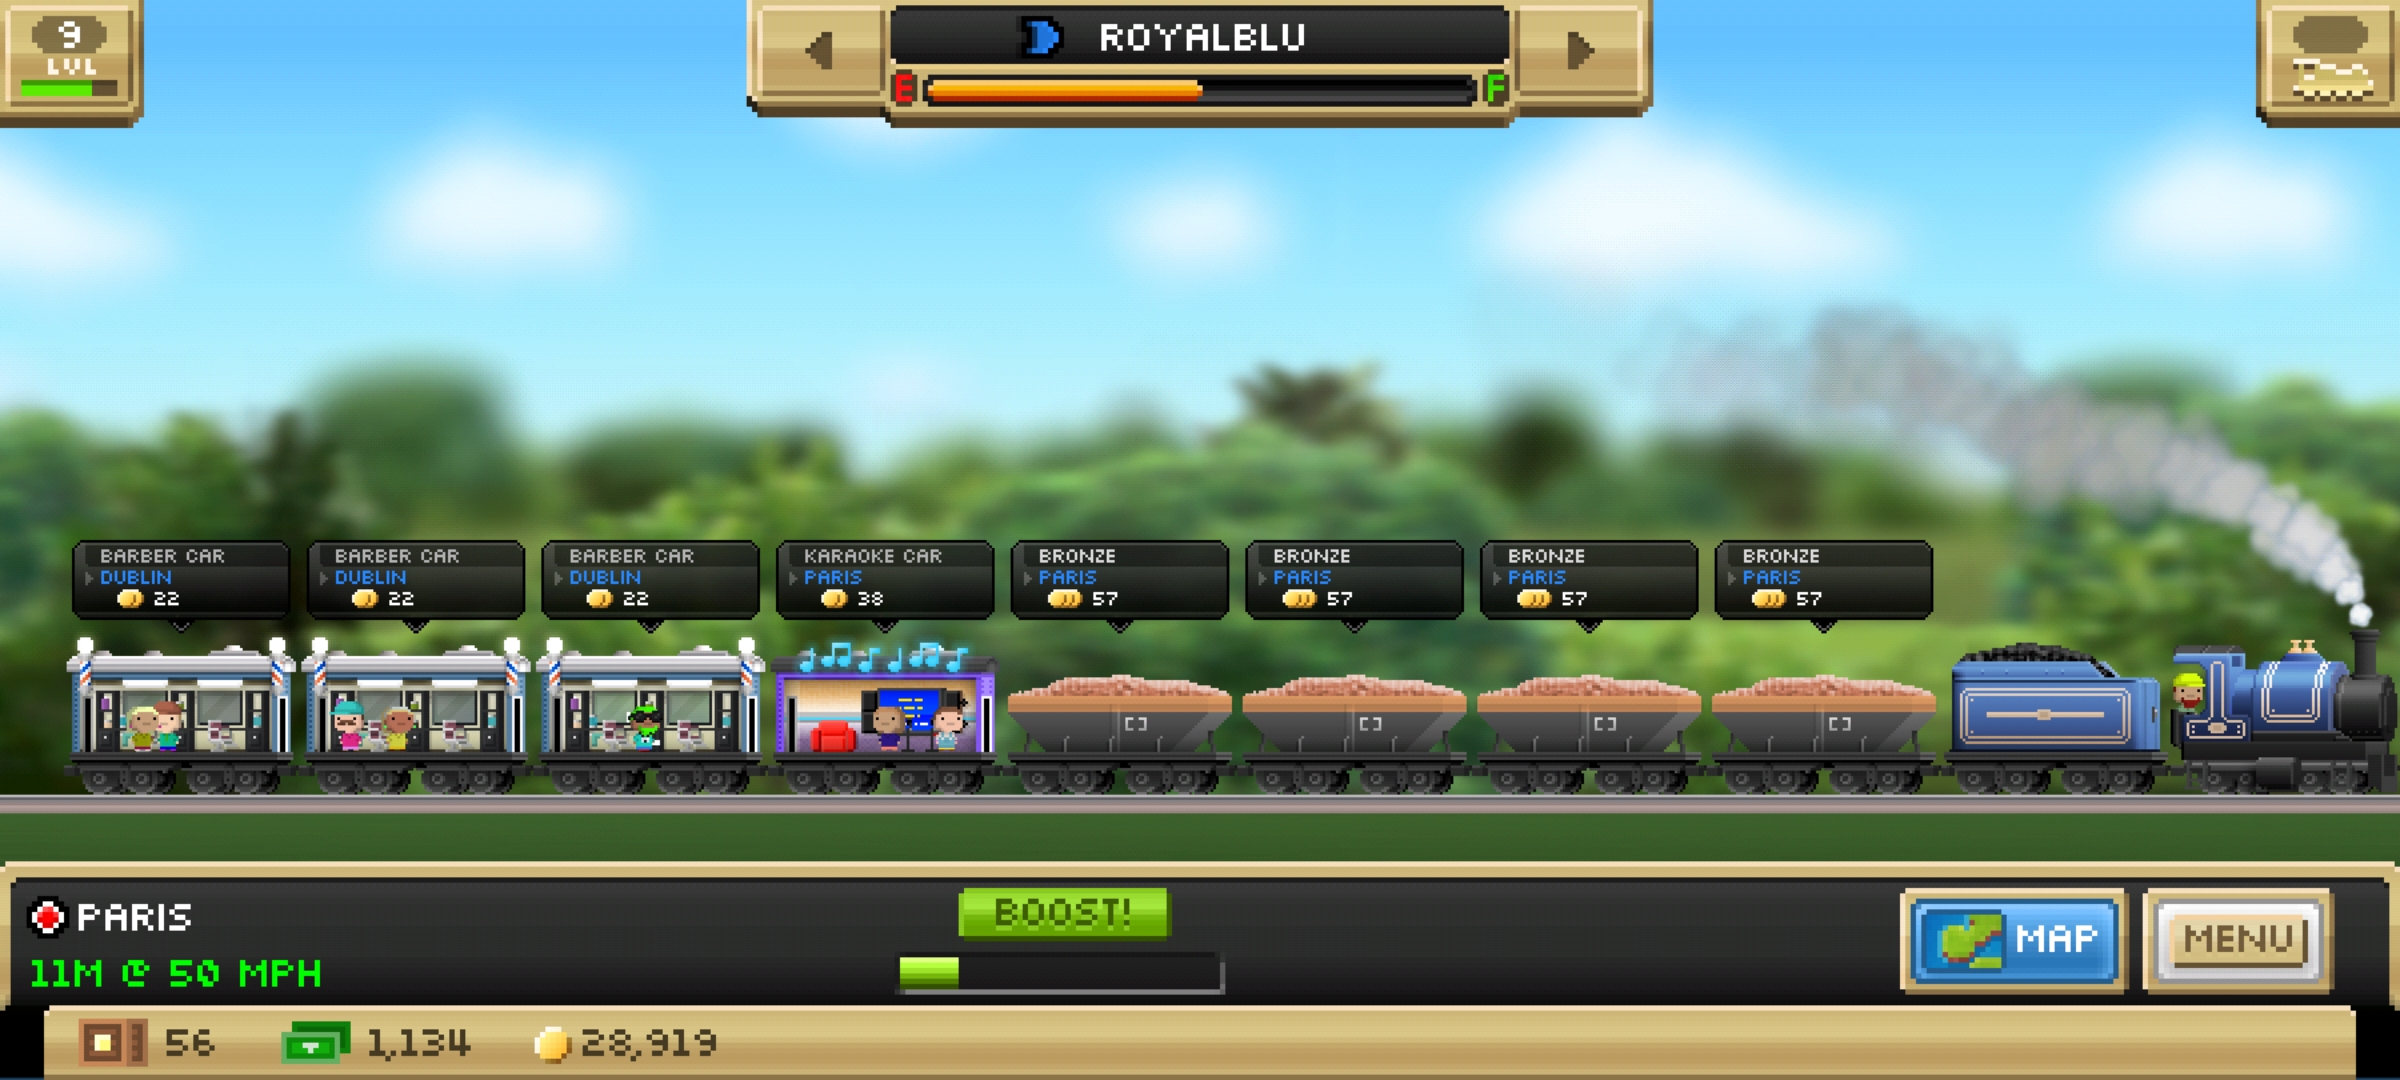 9
LVL
ROYALBLU
E F
BARBER CAR
DUBLIN
22
BARBER CAR
DUBLIN
22
BARBER CAR
DUBLIN
22
KARAOKE CAR
PARIS
38
BRONZE
PARIS
57
BRONZE
PARIS
57
BRONZE
PARIS
57
BRONZE
PARIS
57
PARIS
11M @ 50 MPH
BOOST!
MAP
MENU
56
1,134
28,919